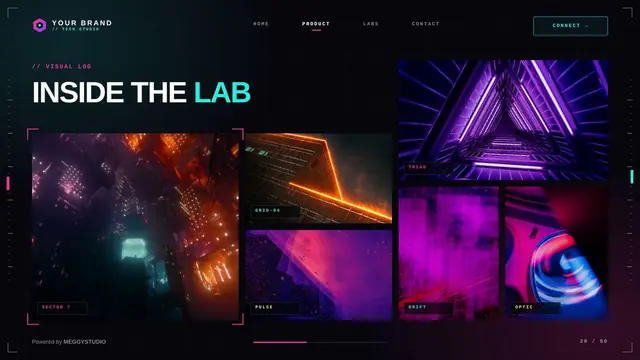 YOUR BRAND
// TECH STUDIO
HOME
PRODUCT
LABS
CONTACT
CONNECT →
// VISUAL LOG
INSIDE THE LAB
TRIAD
GRID-04
SECTOR 7
PULSE
DRIFT
OPTIC
Powered by MEGGYSTUDIO
20 / 50